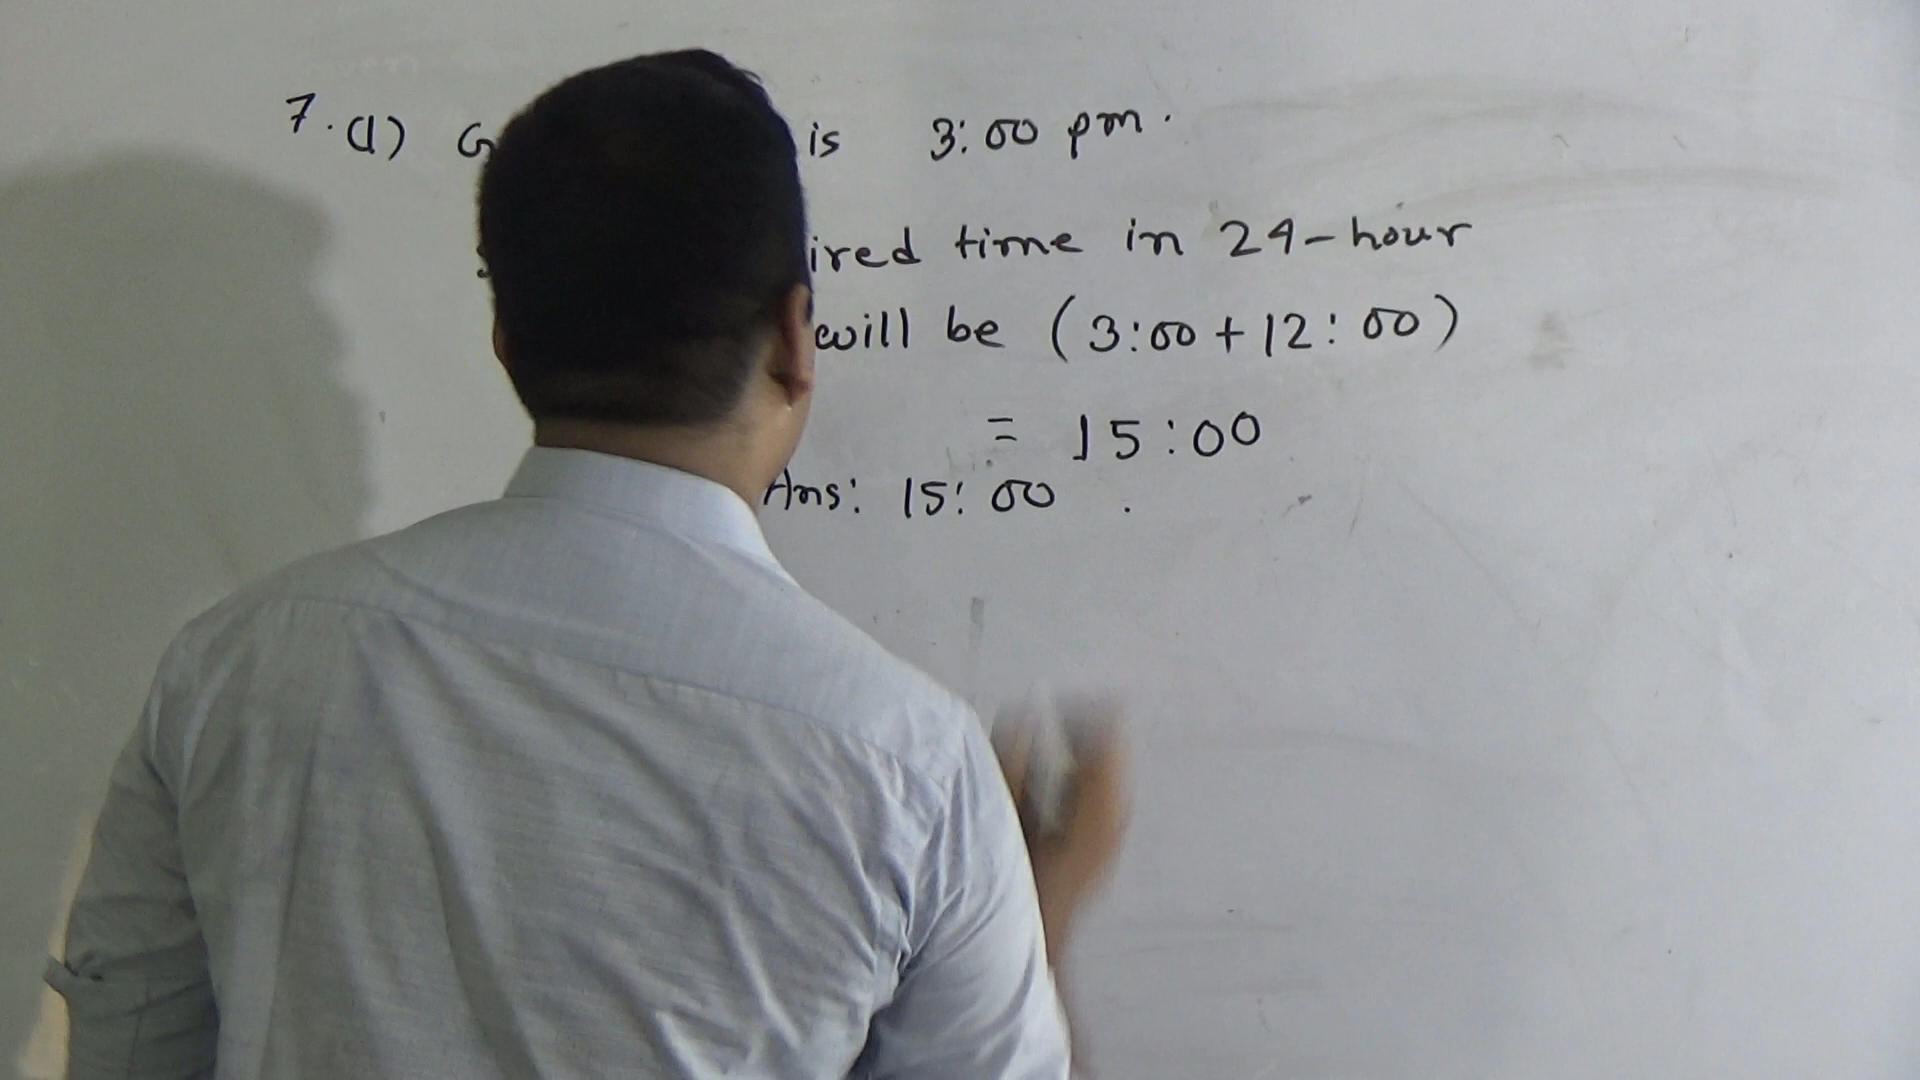 7. (1) is 3:00 pm.
time in 24-hour
will be (3:00 + 12:00)
= 15:00
Ans: 15:00 .